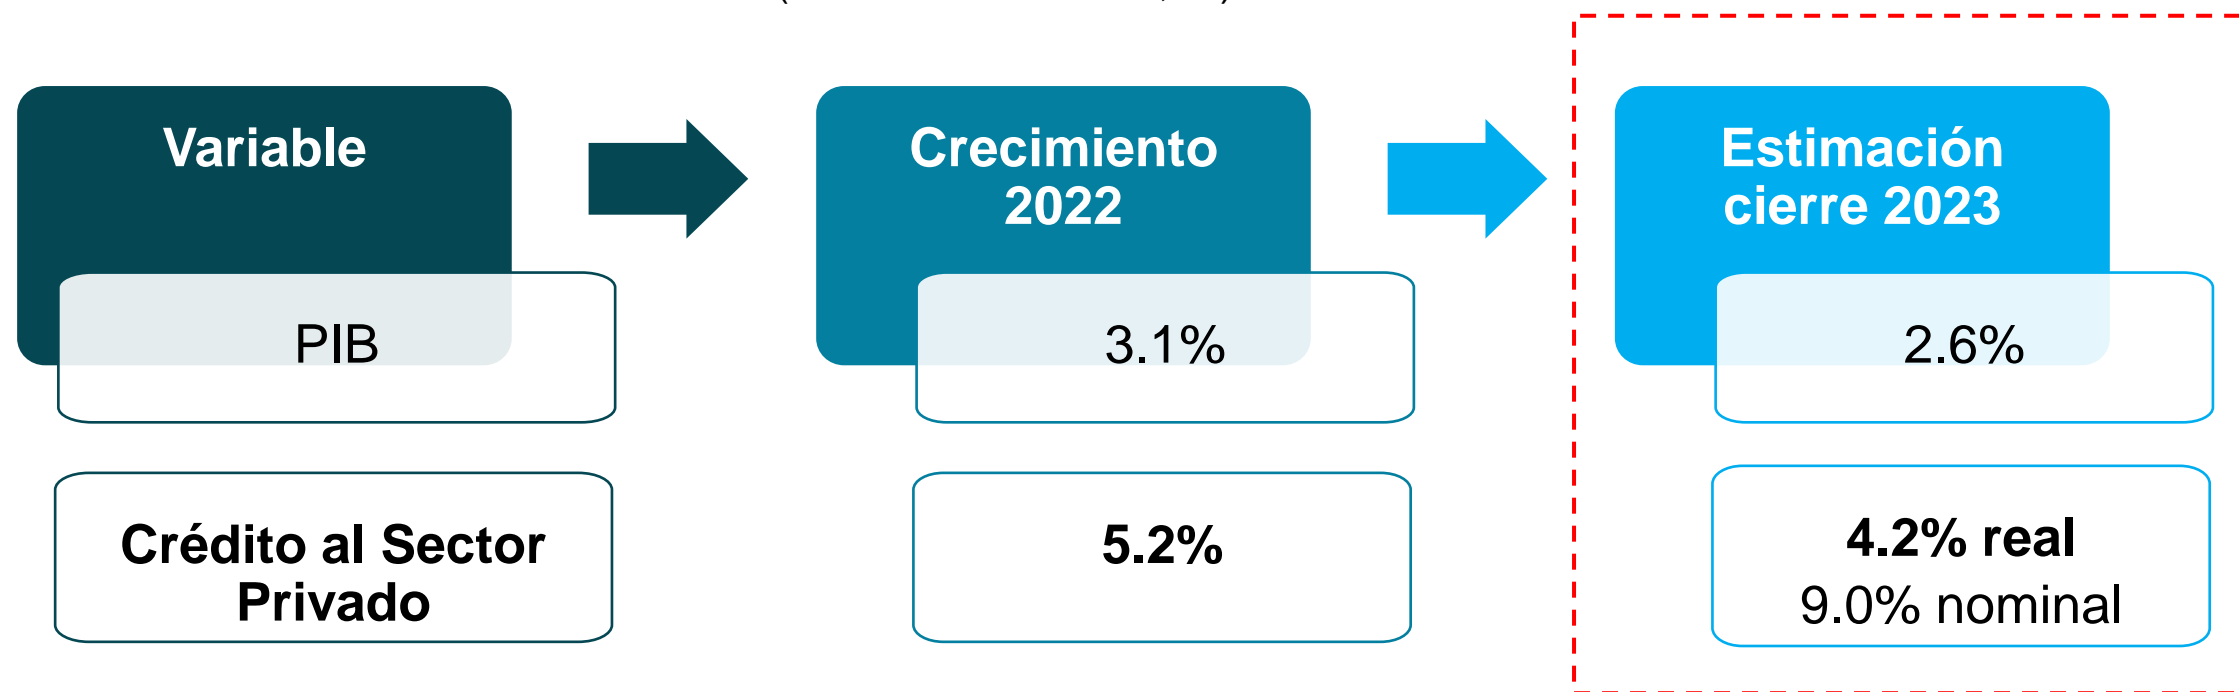 Variable
Crecimiento
2022
Estimación
cierre 2023
PIB
3.1%
2.6%
Crédito al Sector
Privado
5.2%
4.2% real
9.0% nominal